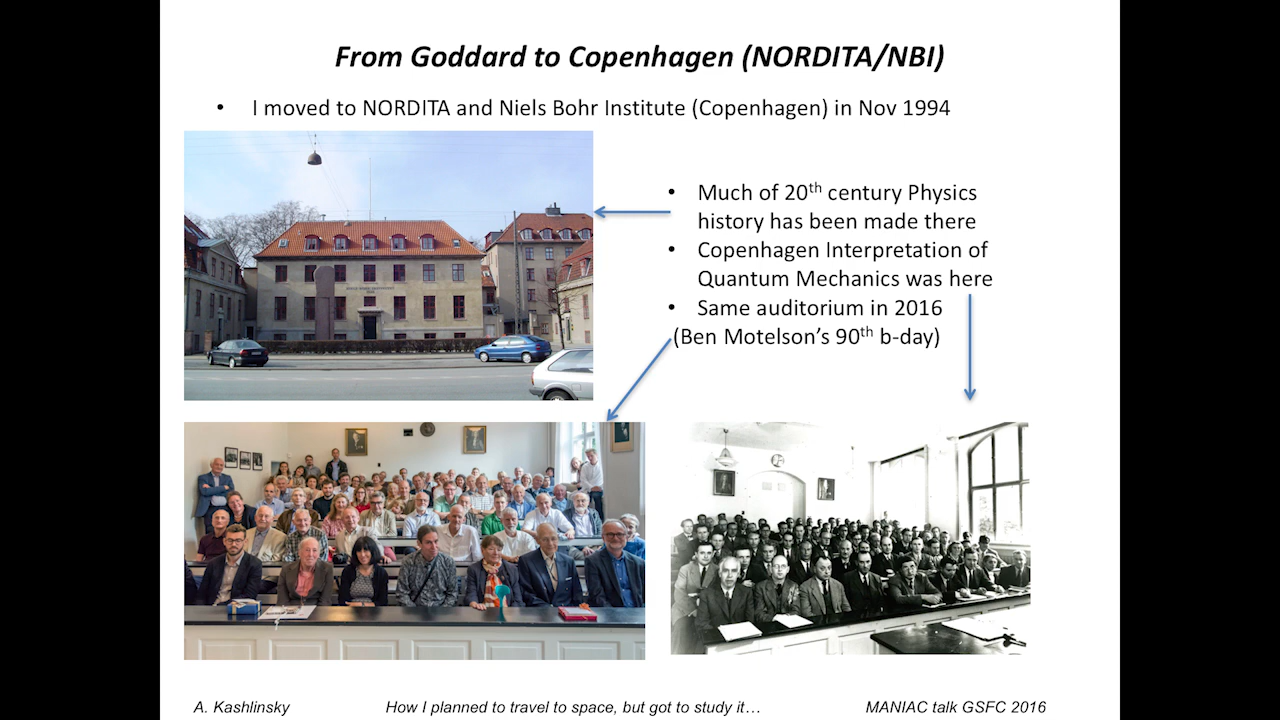 From Goddard to Copenhagen (NORDITA/NBI)
• I moved to NORDITA and Niels Bohr Institute (Copenhagen) in Nov 1994
• Much of 20th century Physics
history has been made there
• Copenhagen Interpretation of
Quantum Mechanics was here
• Same auditorium in 2016
(Ben Motelson’s 90th b-day)
A. Kashlinsky
How I planned to travel to space, but got to study it…
MANIAC talk GSFC 2016